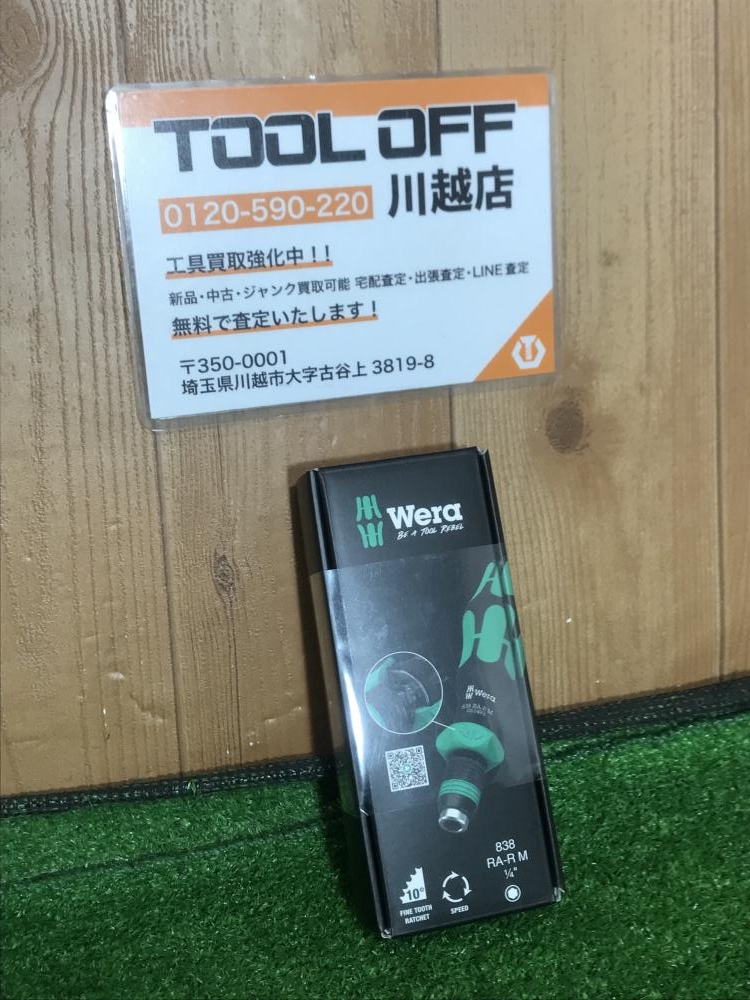 TOOL OFF
0120-590-220 川越店
工具買取強化中!!
新品・中古・ジャンク買取可能 宅配査定・出張査定・LINE査定
無料で査定いたします!
〒350-0001
埼玉県川越市大字古谷上 3819-8
Wera
BE A TOOL REBEL
Wera
838 RA-R M
838
RA-R M
1/4"
10°
FINE TOOTH
RATCHET
SPEED